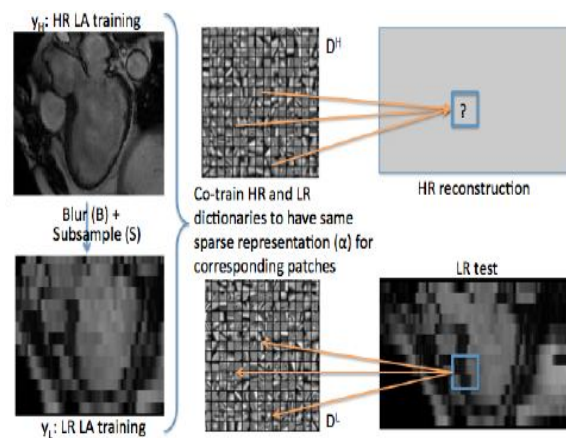 y_H: HR LA training
Blur (B) +
Subsample (S)
y_L: LR LA training
D^H
Co-train HR and LR
dictionaries to have same
sparse representation (α) for
corresponding patches
D^L
?
HR reconstruction
LR test